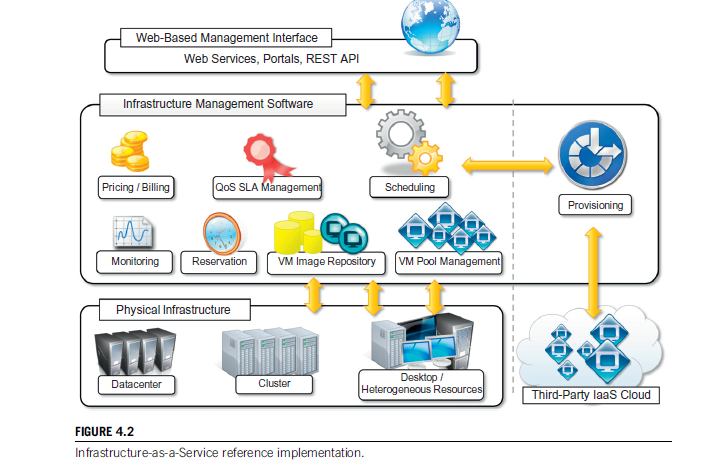 Web-Based Management Interface
Web Services, Portals, REST API
Infrastructure Management Software
Pricing / Billing
QoS SLA Management
Scheduling
Provisioning
Monitoring
Reservation
VM Image Repository
VM Pool Management
Physical Infrastructure
Datacenter
Cluster
Desktop /
Heterogeneous Resources
Third-Party IaaS Cloud
FIGURE 4.2
Infrastructure-as-a-Service reference implementation.